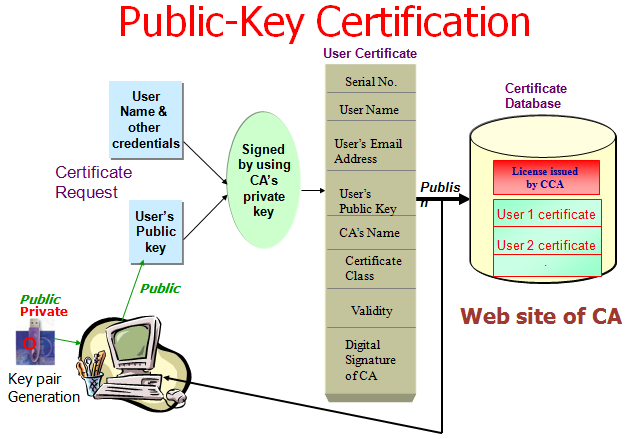 Public-Key Certification
User Certificate
Serial No.
User Name
User's Email
Address
User's
Public Key
CA's Name
Certificate
Class
Validity
Digital
Signature
of CA
User
Name &
other
credentials
Certificate
Request
User's
Public
key
Signed
by using
CA's
private
key
Publis
h
Certificate
Database
License issued
by CCA
User 1 certificate
User 2 certificate
.
Web site of CA
Public
Public
Private
Key pair
Generation